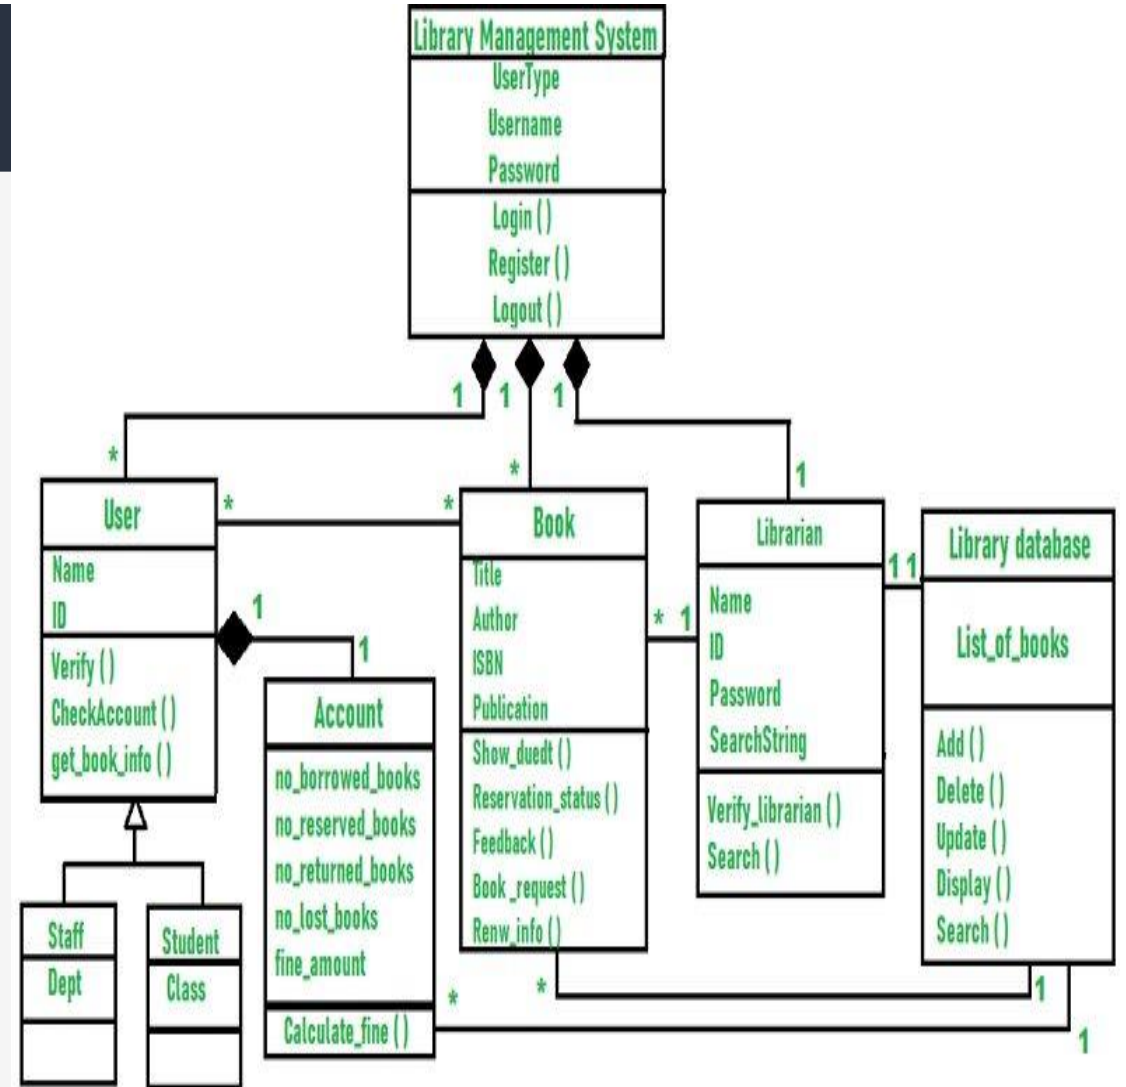 Library Management System
UserType
Username
Password
Login ( )
Register ( )
Logout ( )
1
1
1
*
*
1
User
Name
ID
Verify ( )
CheckAccount ( )
get_book_info ( )
*
*
1
1
Book
Title
Author
ISBN
Publication
Show_duedt ( )
Reservation_status ( )
Feedback ( )
Book _request ( )
Renw_info ( )
*
1
Librarian
Name
ID
Password
SearchString
Verify_librarian ( )
Search ( )
1 1
Library database
List_of_books
Add ( )
Delete ( )
Update ( )
Display ( )
Search ( )
Account
no_borrowed_books
no_reserved_books
no_returned_books
no_lost_books
fine_amount
Calculate_fine ( )
Staff
Dept
Student
Class
*
1
*
1